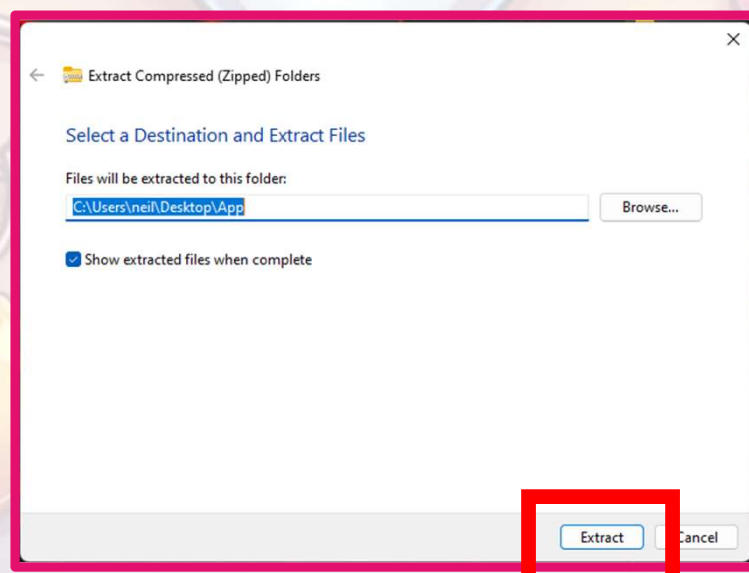 Extract Compressed (Zipped) Folders
Select a Destination and Extract Files
Files will be extracted to this folder:
C:\Users\neil\Desktop\App
Browse...
Show extracted files when complete
Extract
Cancel